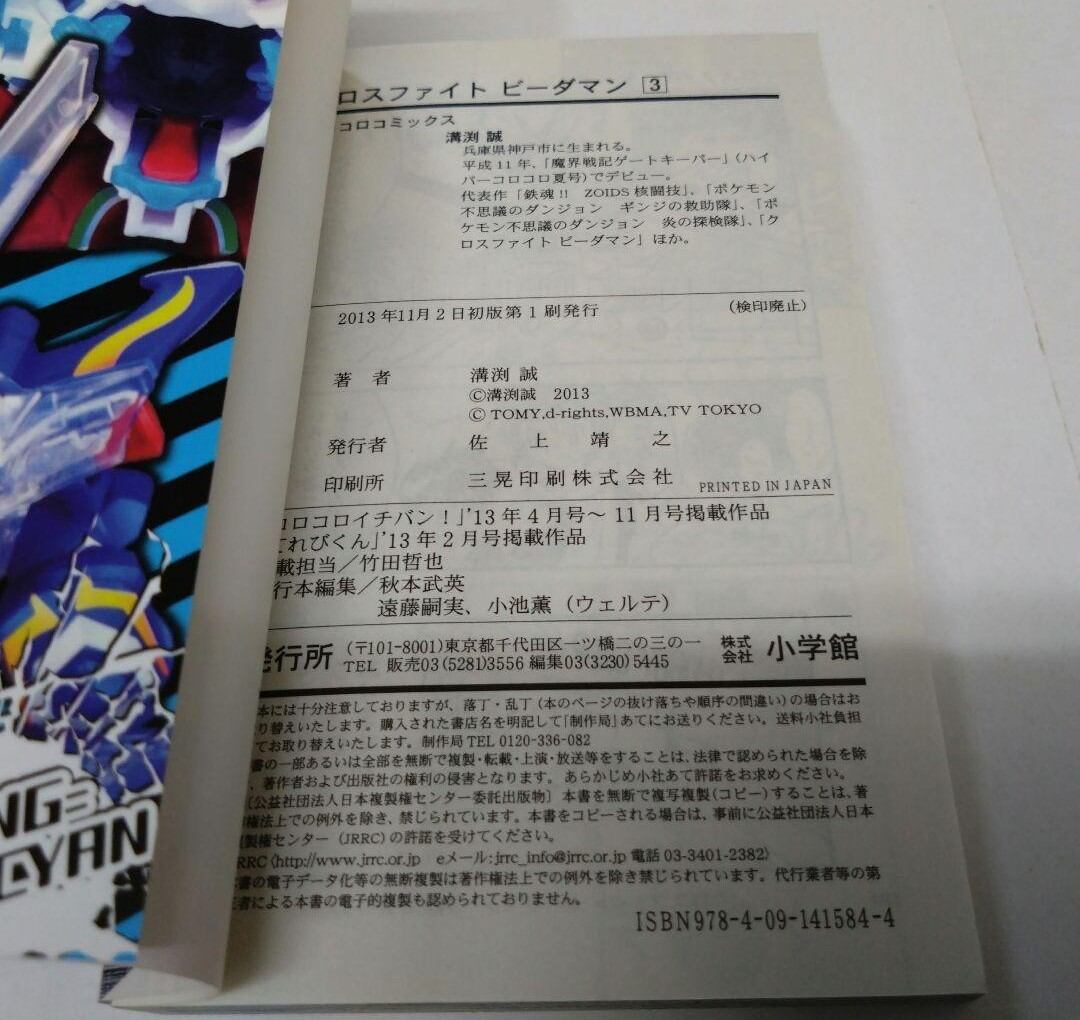 ロスファイト ビーダマン 3
コロコミックス
溝渕 誠
兵庫県神戸市に生まれる。
平成11年、「魔界戦記ゲートキーパー」(ハイ
パーコロコロ夏号)でデビュー。
代表作「鉄魂!! ZOIDS核闘技」、「ポケモン
不思議のダンジョン ギンジの救助隊」、「ポ
ケモン不思議のダンジョン 炎の探検隊」、「ク
ロスファイト ビーダマン」ほか。
2013年11月2日初版第1刷発行 (検印廃止)
著 者 溝渕 誠
©溝渕誠 2013
© TOMY,d-rights,WBMA,TV TOKYO
発行者 佐上靖之
印刷所 三晃印刷株式会社 PRINTED IN JAPAN
コロコロイチバン!」'13年4月号〜11月号掲載作品
てれびくん」'13年2月号掲載作品
載担当/竹田哲也
行本編集/秋本武英
遠藤嗣実、小池薫(ウェルテ)
発行所 (〒101-8001)東京都千代田区一ツ橋二の三の一 株式会社 小学館
TEL 販売03(5281)3556 編集03(3230)5445
本には十分注意しておりますが、落丁・乱丁(本のページの抜け落ちや順序の間違い)の場合はお
り替えいたします。購入された書店名を明記して「制作局」あてにお送りください。送料小社負担
てお取り替えいたします。制作局TEL 0120-336-082
書の一部あるいは全部を無断で複製・転載・上演・放送等をすることは、法律で認められた場合を除
、著作者および出版社の権利の侵害となります。あらかじめ小社あて許諾をお求めください。
〔公益社団法人日本複製権センター委託出版物〕本書を無断で複写複製(コピー)することは、著
権法上での例外を除き、禁じられています。本書をコピーされる場合は、事前に公益社団法人日本
製権センター(JRRC)の許諾を受けてください。
RRC〈http://www.jrrc.or.jp eメール:jrrc_info@jrrc.or.jp 電話 03-3401-2382〉
書の電子データ化等の無断複製は著作権法上での例外を除き禁じられています。代行業者等の第
者による本書の電子的複製も認められておりません。
ISBN978-4-09-141584-4
NG
CYAN